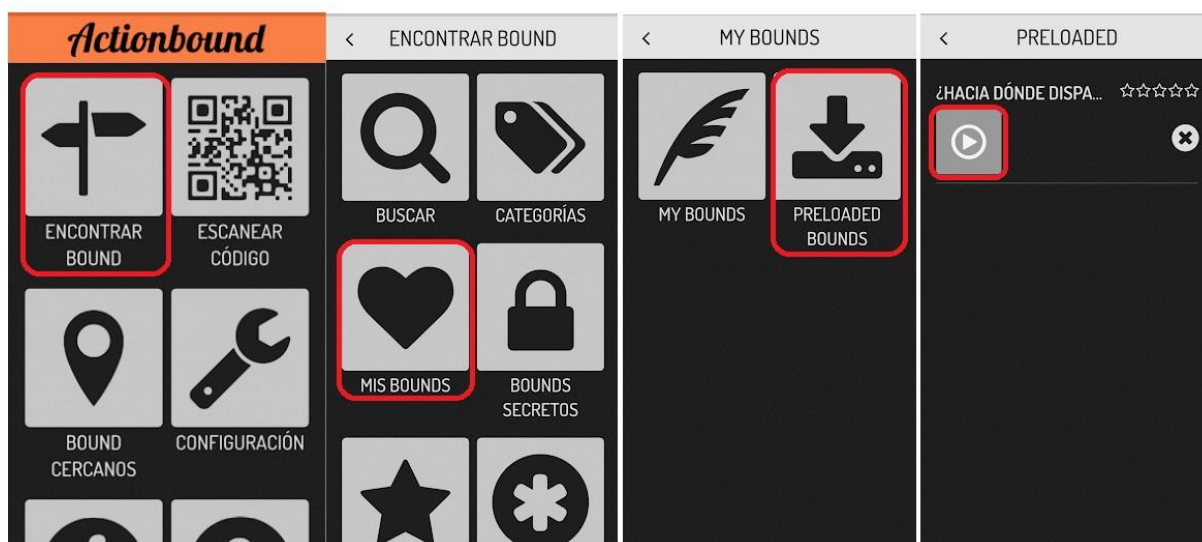 Actionbound
ENCONTRAR
BOUND
ESCANEAR
CÓDIGO
BOUND
CERCANOS
CONFIGURACIÓN
< ENCONTRAR BOUND
BUSCAR
CATEGORÍAS
MIS BOUNDS
BOUNDS
SECRETOS
< MY BOUNDS
MY BOUNDS
PRELOADED
BOUNDS
< PRELOADED
¿HACIA DÓNDE DISPA... ☆☆☆☆☆